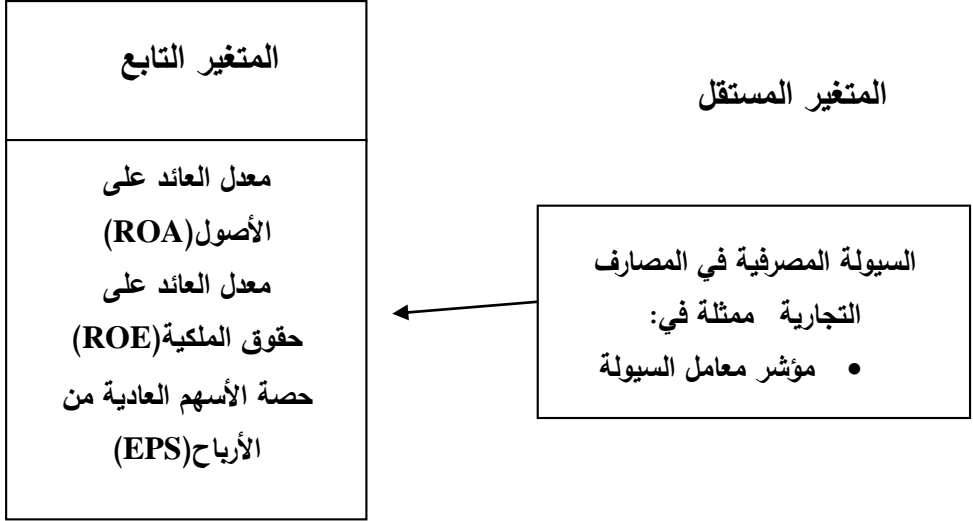 المتغير المستقل
السيولة المصرفية في المصارف
التجارية ممثلة في:
• مؤشر معامل السيولة
المتغير التابع
معدل العائد على
الأصول(ROA)
معدل العائد على
حقوق الملكية(ROE)
حصة الأسهم العادية من
الأرباح(EPS)